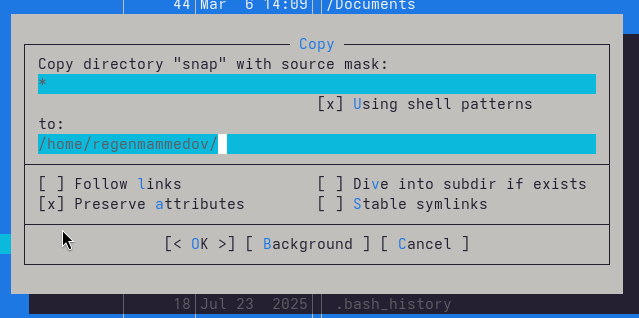 44 Mar 6 14:09 /Documents
Copy
Copy directory "snap" with source mask:
*
[x] Using shell patterns
to:
/home/regenmammedov/
[ ] Follow links [ ] Dive into subdir if exists
[x] Preserve attributes [ ] Stable symlinks
[< OK >] [ Background ] [ Cancel ]
18 Jul 23 2025 .bash_history